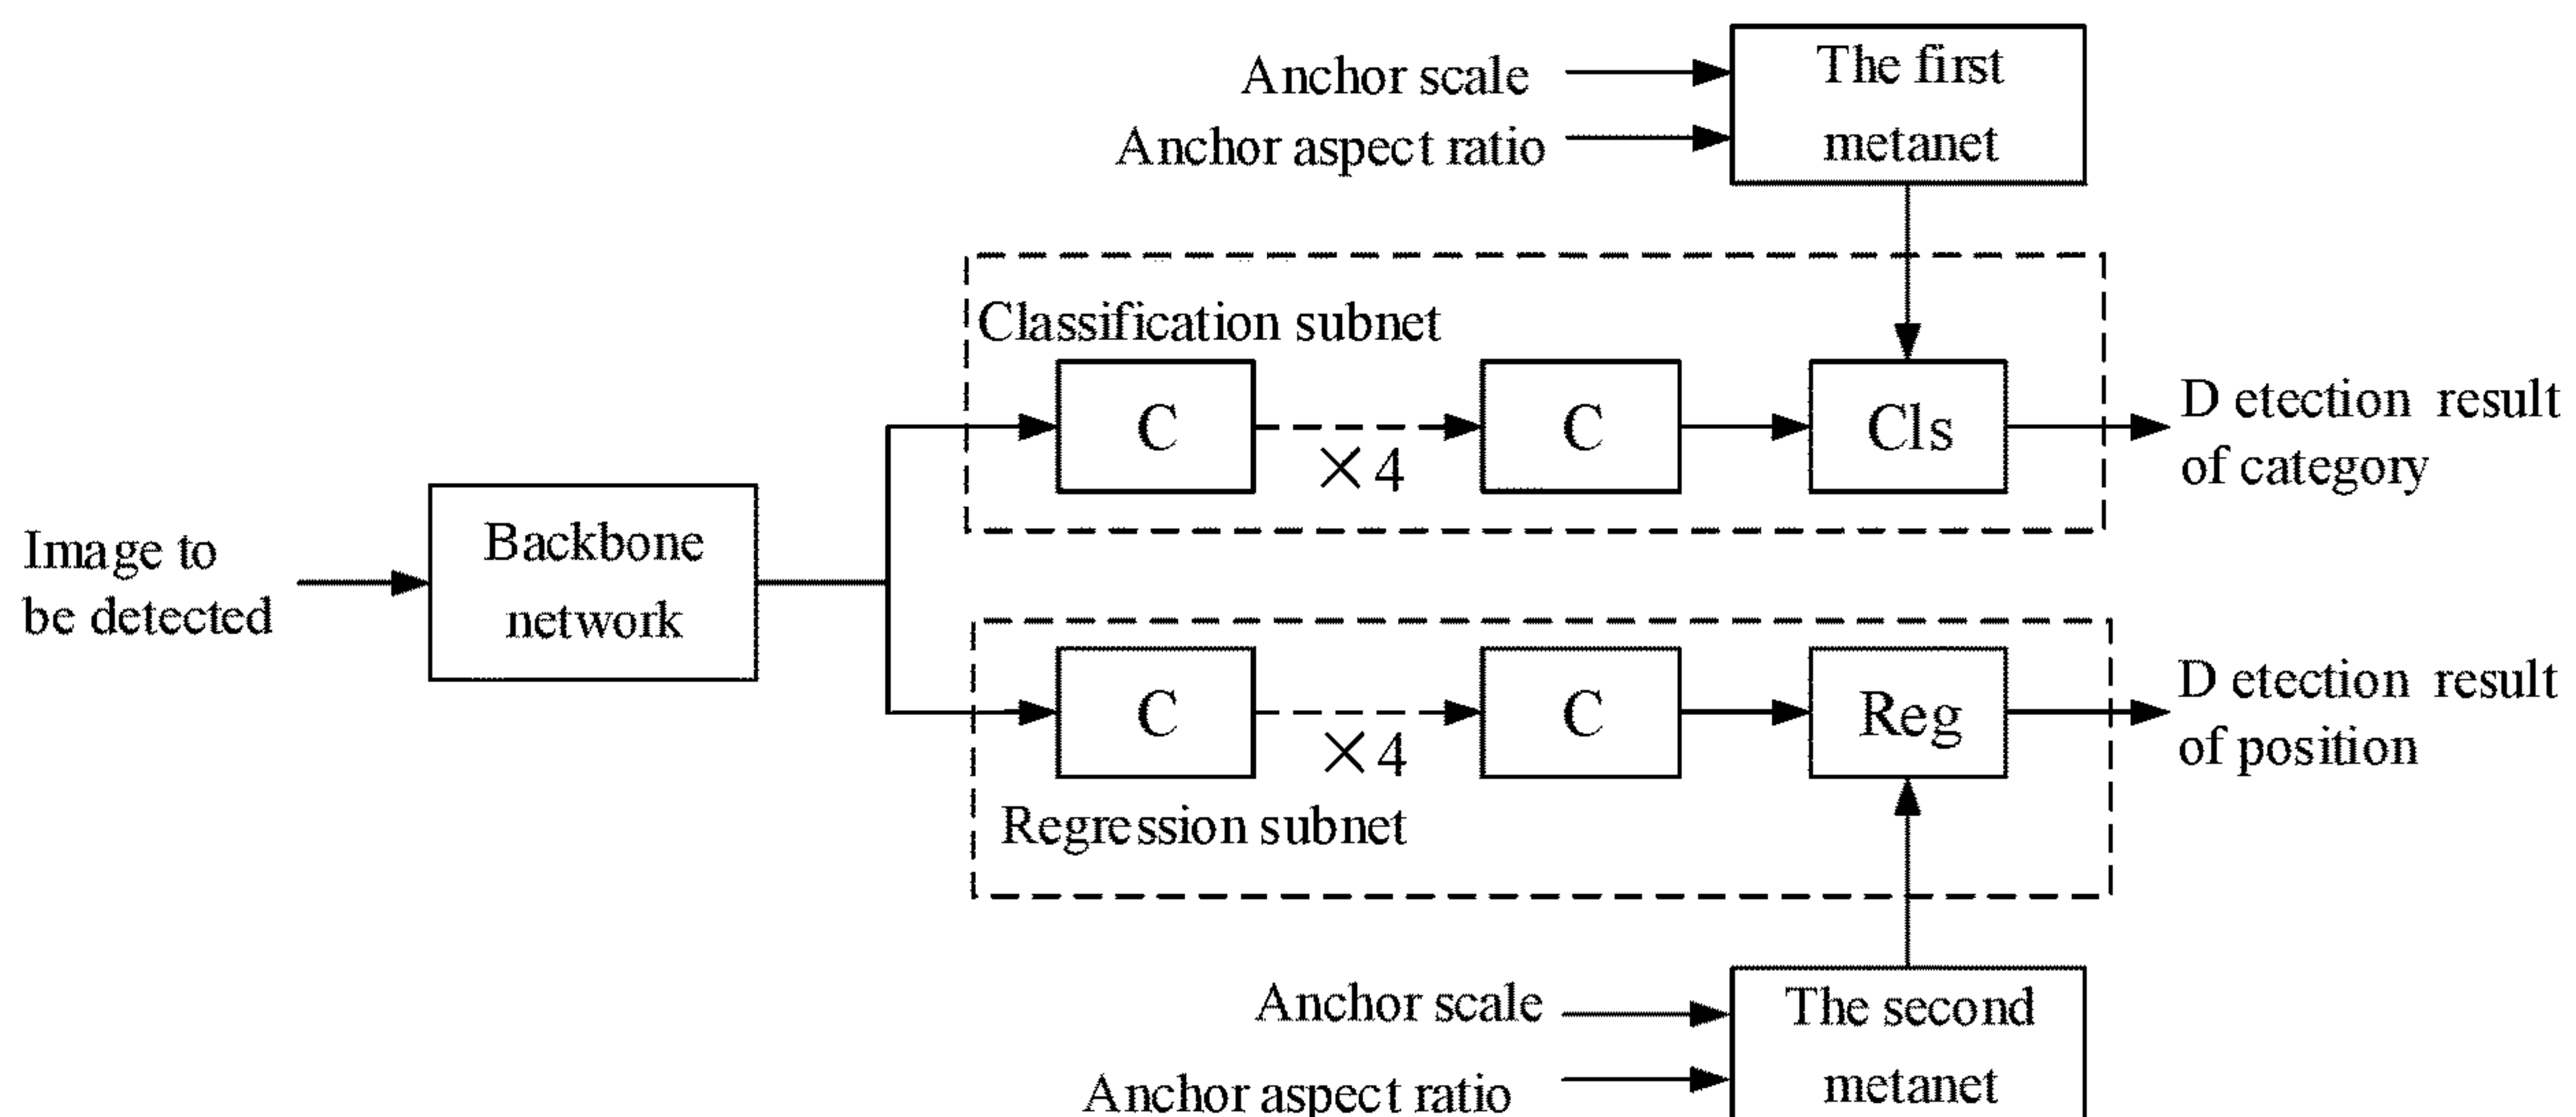 Anchor scale
Anchor aspect ratio
The first
metanet
Classification subnet
C
×4
C
Cls
D etection result
of category
Image to
be detected
Backbone
network
C
×4
C
Reg
D etection result
of position
Regression subnet
Anchor scale
Anchor aspect ratio
The second
metanet